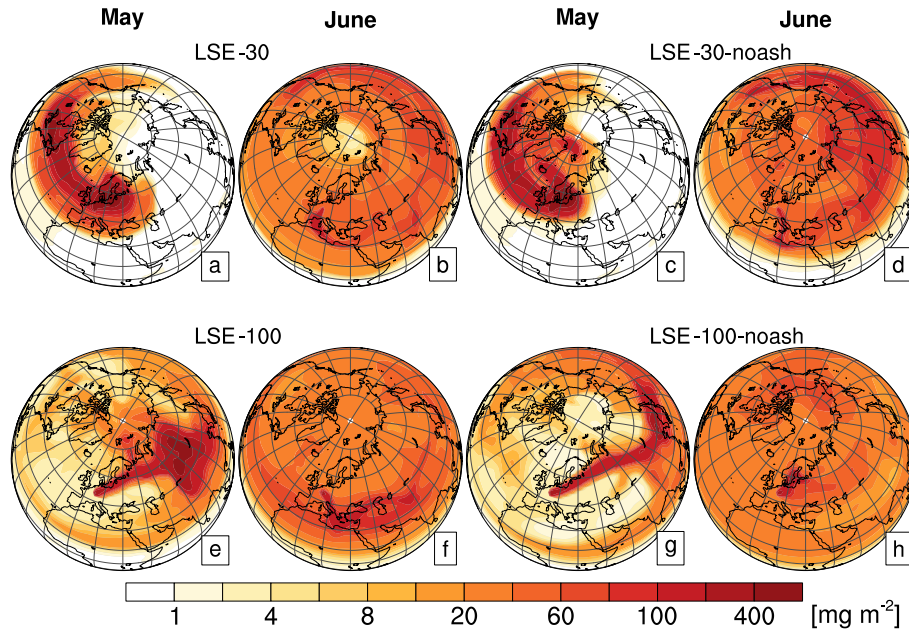 May June May June
LSE-30 LSE-30-noash
a b c d
LSE-100 LSE-100-noash
e f g h
1 4 8 20 60 100 400 [mg m⁻²]